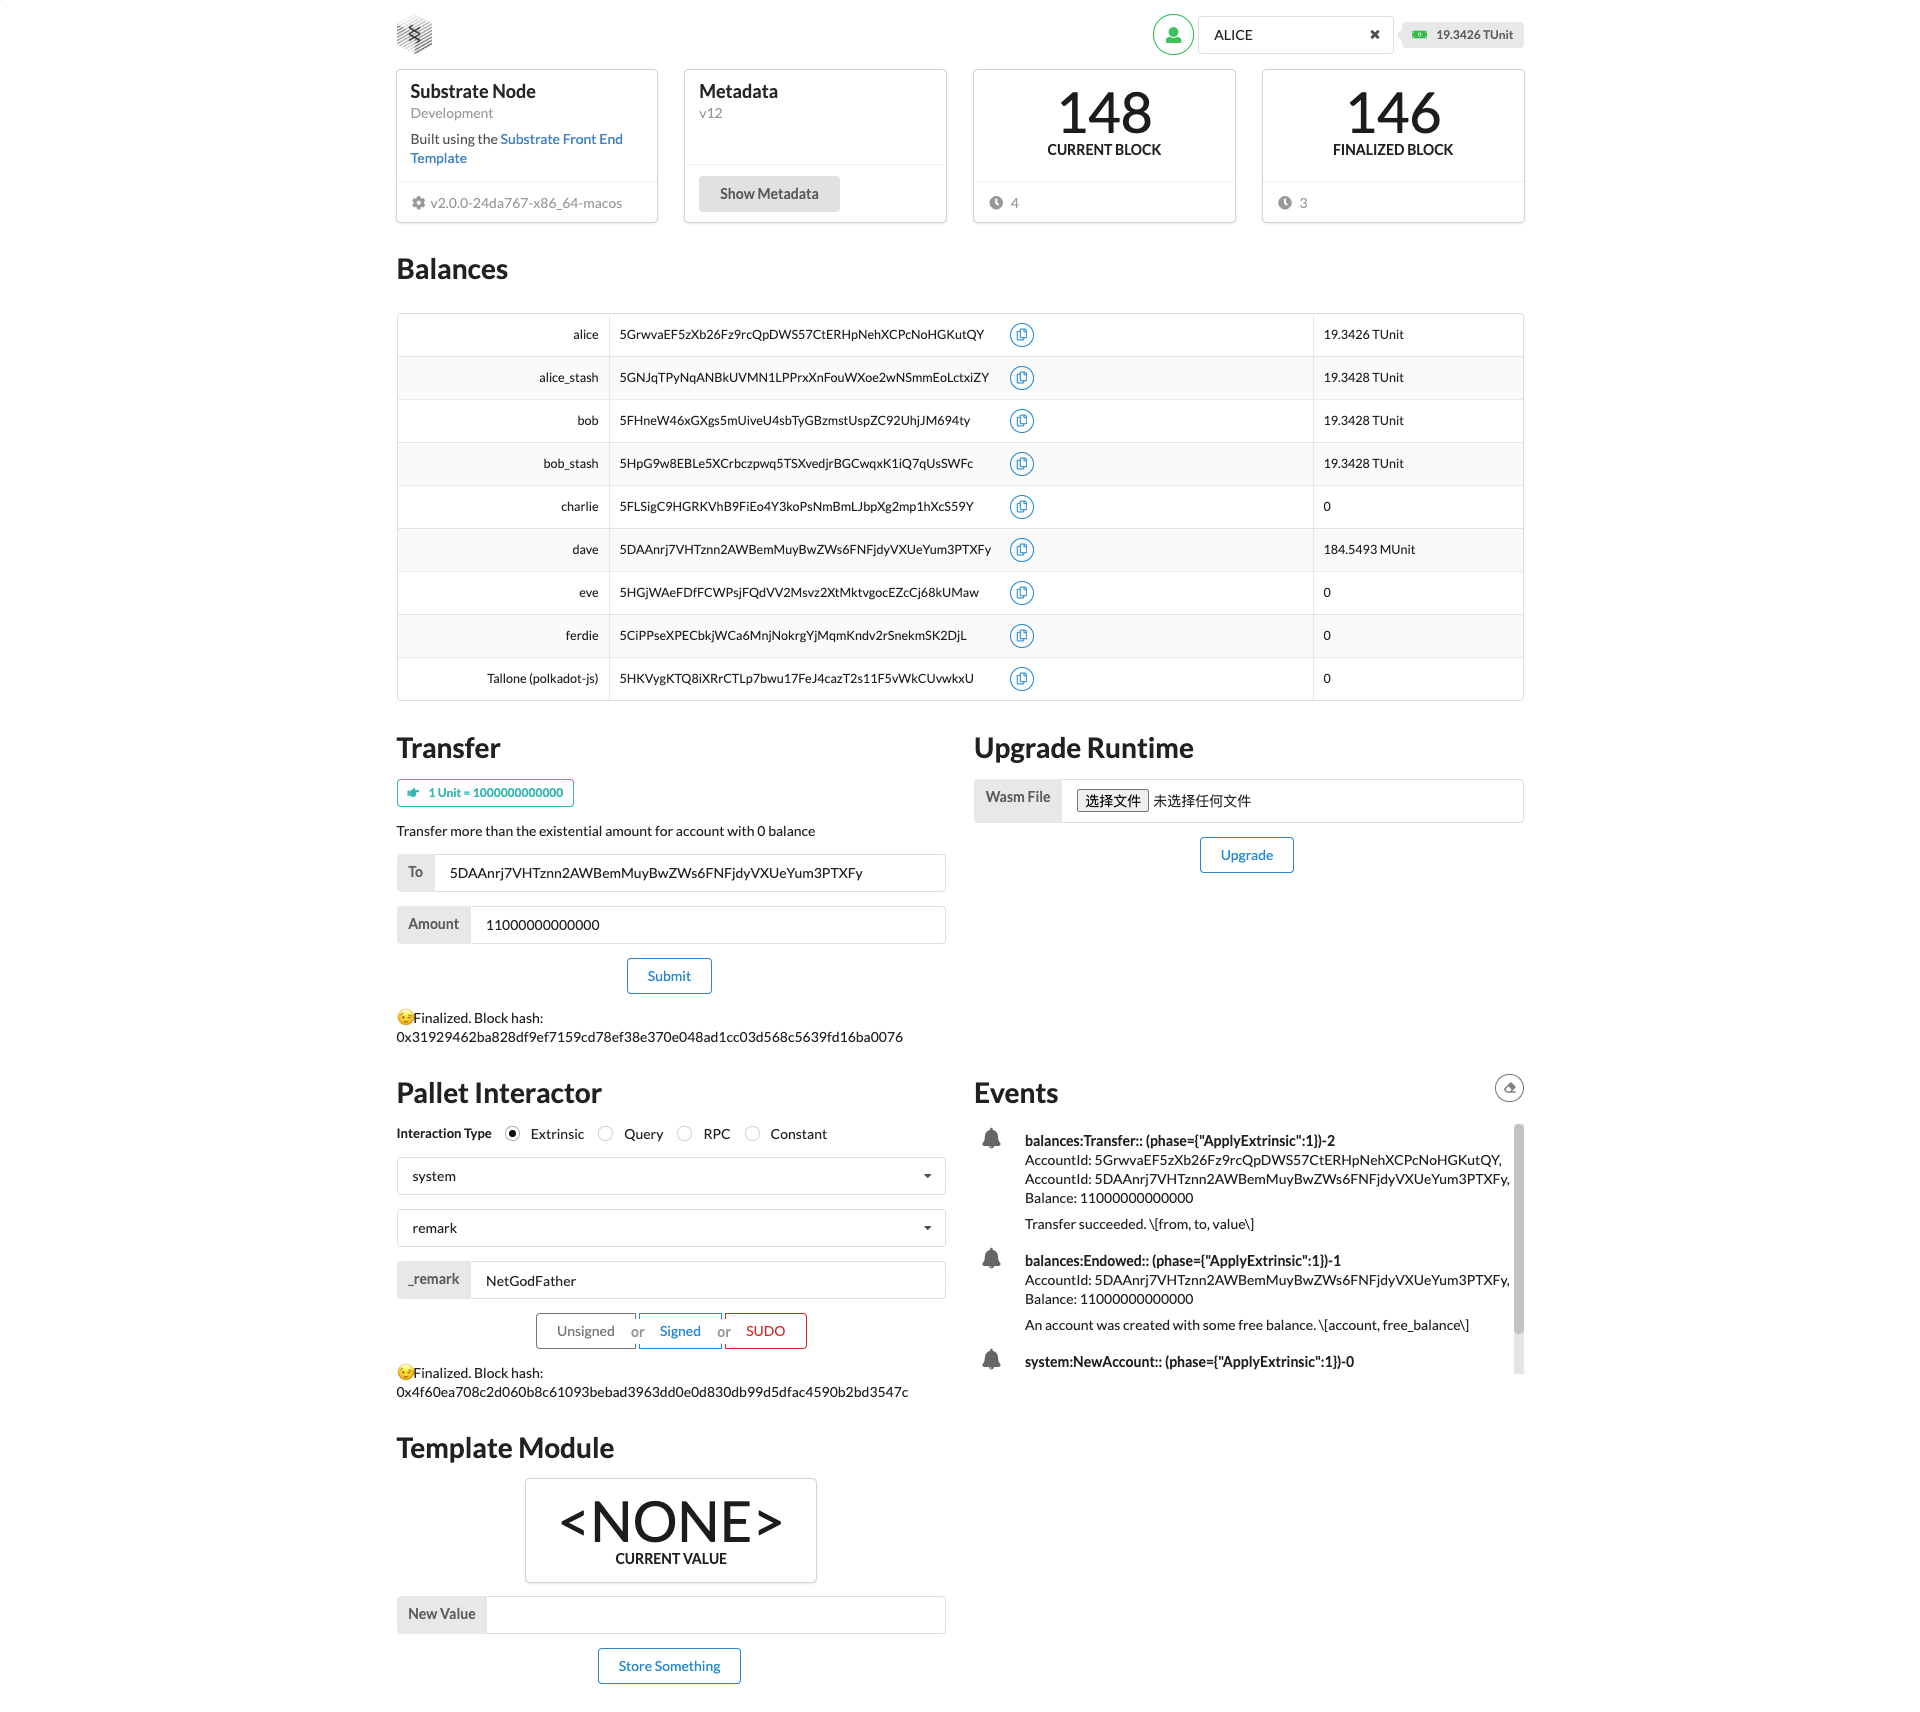 ALICE
19.3426 TUnit
Substrate Node
Development
Built using the Substrate Front End
Template
v2.0.0-24da767-x86_64-macos
Metadata
v12
Show Metadata
148
CURRENT BLOCK
4
146
FINALIZED BLOCK
3
Balances
alice 5GrwvaEF5zXb26Fz9rcQpDWS57CtERHpNehXCPcNoHGKutQY 19.3426 TUnit
alice_stash 5GNJqTPyNqANBkUVMN1LPPrxXnFouWXoe2wNSmmEoLctxiZY 19.3428 TUnit
bob 5FHneW46xGXgs5mUiveU4sbTyGBzmstUspZC92UhjJM694ty 19.3428 TUnit
bob_stash 5HpG9w8EBLe5XCrbczpwq5TSXvedjrBGCwqxK1iQ7qUsSWFc 19.3428 TUnit
charlie 5FLSigC9HGRKVhB9FiEo4Y3koPsNmBmLJbpXg2mp1hXcS59Y 0
dave 5DAAnrj7VHTznn2AWBemMuyBwZWs6FNFjdyVXUeYum3PTXFy 184.5493 MUnit
eve 5HGjWAeFDfFCWPsjFQdVV2Msvz2XtMktvgocEZcCj68kUMaw 0
ferdie 5CiPPseXPECbkjWCa6MnjNokrgYjMqmKndv2rSnekmSK2DjL 0
Tallone (polkadot-js) 5HKVygKTQ8iXRrCTLp7bwu17FeJ4cazT2s11F5vWkCUvwkxU 0
Transfer
1 Unit = 1000000000000
Transfer more than the existential amount for account with 0 balance
To 5DAAnrj7VHTznn2AWBemMuyBwZWs6FNFjdyVXUeYum3PTXFy
Amount 11000000000000
Submit
😉Finalized. Block hash:
0x31929462ba828df9ef7159cd78ef38e370e048ad1cc03d568c5639fd16ba0076
Upgrade Runtime
Wasm File 选择文件 未选择任何文件
Upgrade
Pallet Interactor
Interaction Type Extrinsic Query RPC Constant
system
remark
_remark NetGodFather
Unsigned or Signed or SUDO
😉Finalized. Block hash:
0x4f60ea708c2d060b8c61093bebad3963dd0e0d830db99d5dfac4590b2bd3547c
Events
balances:Transfer:: (phase={"ApplyExtrinsic":1})-2
AccountId: 5GrwvaEF5zXb26Fz9rcQpDWS57CtERHpNehXCPcNoHGKutQY,
AccountId: 5DAAnrj7VHTznn2AWBemMuyBwZWs6FNFjdyVXUeYum3PTXFy,
Balance: 11000000000000
Transfer succeeded. \[from, to, value\]
balances:Endowed:: (phase={"ApplyExtrinsic":1})-1
AccountId: 5DAAnrj7VHTznn2AWBemMuyBwZWs6FNFjdyVXUeYum3PTXFy,
Balance: 11000000000000
An account was created with some free balance. \[account, free_balance\]
system:NewAccount:: (phase={"ApplyExtrinsic":1})-0
Template Module
<NONE>
CURRENT VALUE
New Value
Store Something